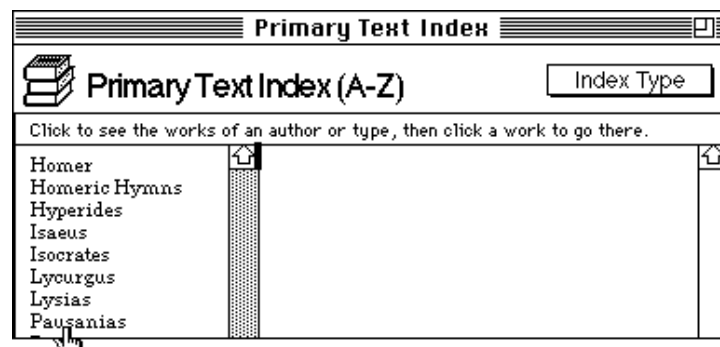 Primary Text Index
Primary Text Index (A-Z)
Index Type
Click to see the works of an author or type, then click a work to go there.
Homer
Homeric Hymns
Hyperides
Isaeus
Isocrates
Lycurgus
Lysias
Pausanias